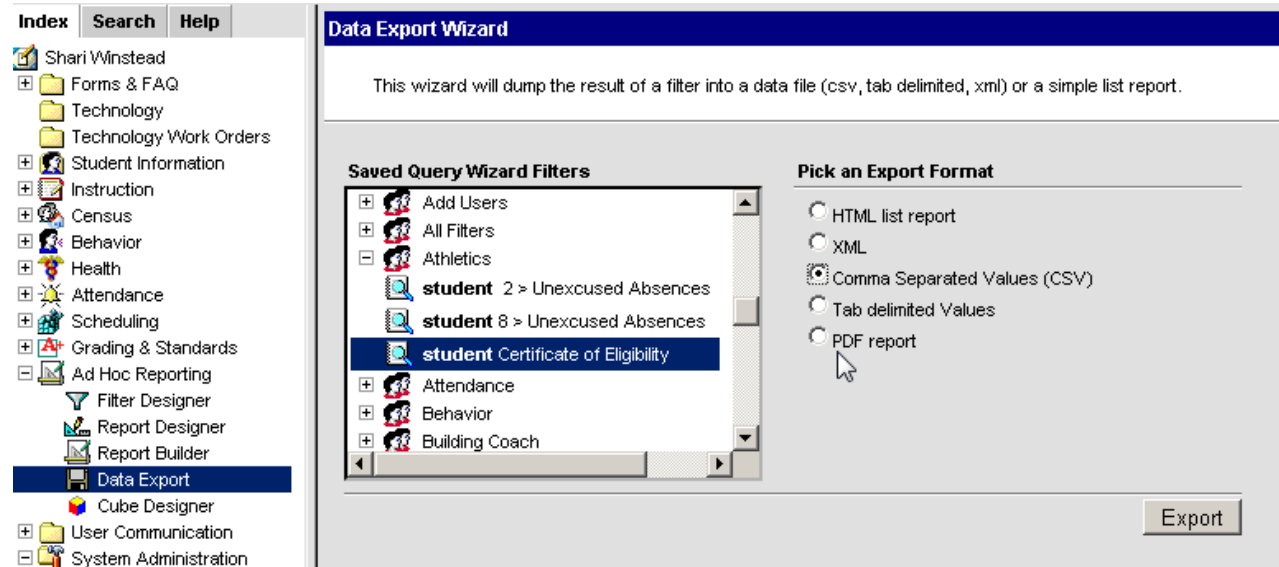 Index Search Help
Shari Winstead
Forms & FAQ
Technology
Technology Work Orders
Student Information
Instruction
Census
Behavior
Health
Attendance
Scheduling
Grading & Standards
Ad Hoc Reporting
Filter Designer
Report Designer
Report Builder
Data Export
Cube Designer
User Communication
System Administration
Data Export Wizard
This wizard will dump the result of a filter into a data file (csv, tab delimited, xml) or a simple list report.
Saved Query Wizard Filters
Add Users
All Filters
Athletics
student 2 > Unexcused Absences
student 8 > Unexcused Absences
student Certificate of Eligibility
Attendance
Behavior
Building Coach
Pick an Export Format
HTML list report
XML
Comma Separated Values (CSV)
Tab delimited Values
PDF report
Export